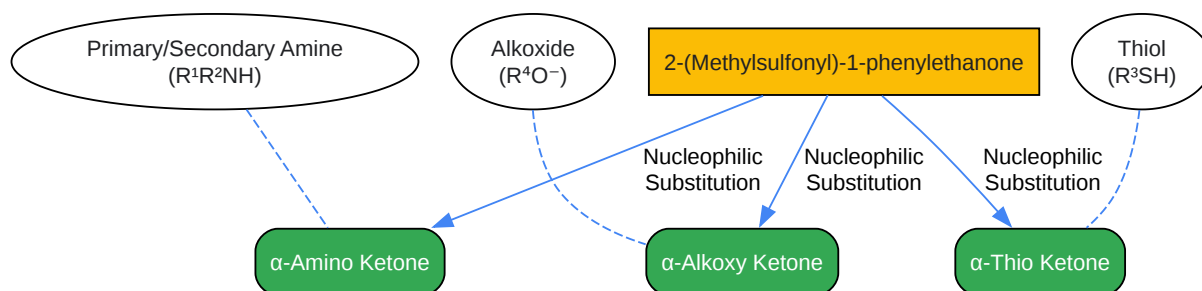 Primary/Secondary Amine
(R¹R²NH)
Alkoxide
(R⁴O⁻)
2-(Methylsulfonyl)-1-phenylethanone
Thiol
(R³SH)
Nucleophilic
Substitution
Nucleophilic
Substitution
Nucleophilic
Substitution
α-Amino Ketone
α-Alkoxy Ketone
α-Thio Ketone